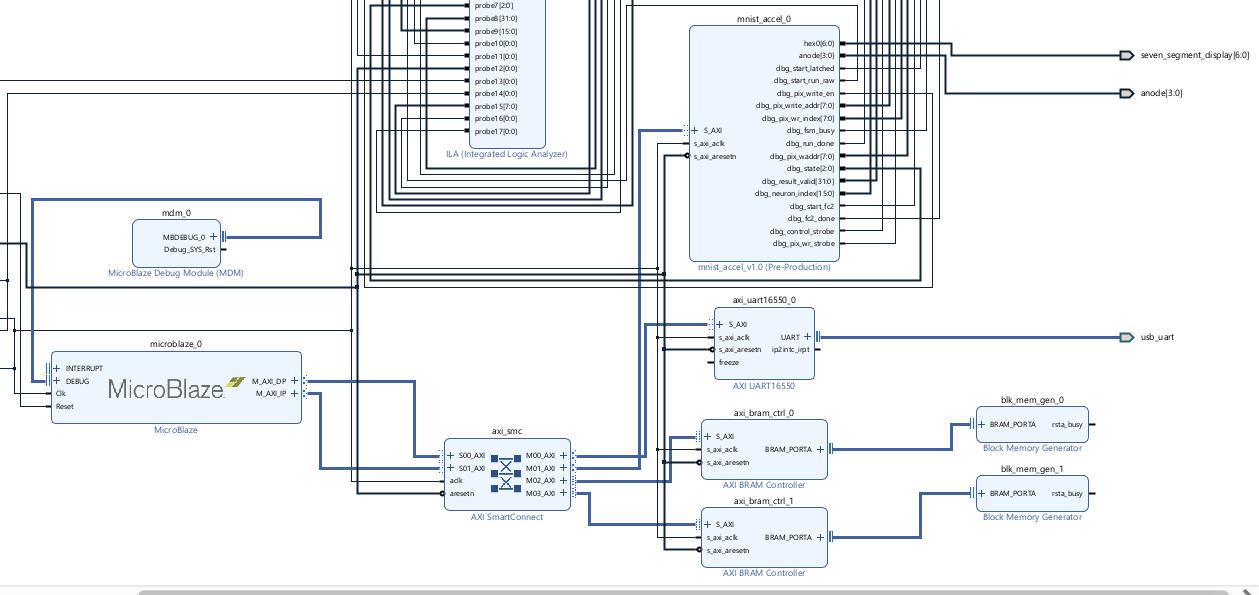 probe7[2:0]
probe8[31:0]
probe9[15:0]
probe10[0:0]
probe11[0:0]
probe12[0:0]
probe13[0:0]
probe14[0:0]
probe15[7:0]
probe16[0:0]
probe17[0:0]
ILA (Integrated Logic Analyzer)
mnist_accel_0
hex0[6:0]
anode[3:0]
dbg_start_latched
dbg_start_run_raw
dbg_pix_write_en
dbg_pix_write_addr[7:0]
dbg_pix_wr_index[7:0]
dbg_fsm_busy
dbg_run_done
dbg_pix_waddr[7:0]
dbg_state[2:0]
dbg_result_valid[31:0]
dbg_neuron_index[15:0]
dbg_start_fc2
dbg_fc2_done
dbg_control_strobe
dbg_pix_wr_strobe
S_AXI
s_axi_aclk
s_axi_aresetn
mnist_accel_v1.0 (Pre-Production)
seven_segment_display[6:0]
anode[3:0]
mdm_0
MBDEBUG_0
Debug_SYS_Rst
MicroBlaze Debug Module (MDM)
axi_uart16550_0
S_AXI
s_axi_aclk
s_axi_aresetn
freeze
UART
ip2intc_irpt
AXI UART16550
usb_uart
microblaze_0
INTERRUPT
DEBUG
Clk
Reset
MicroBlaze
M_AXI_DP
M_AXI_IP
MicroBlaze
axi_smc
S00_AXI
S01_AXI
aclk
aresetn
M00_AXI
M01_AXI
M02_AXI
M03_AXI
AXI SmartConnect
axi_bram_ctrl_0
S_AXI
s_axi_aclk
s_axi_aresetn
BRAM_PORTA
AXI BRAM Controller
blk_mem_gen_0
BRAM_PORTA
rsta_busy
Block Memory Generator
blk_mem_gen_1
BRAM_PORTA
rsta_busy
Block Memory Generator
axi_bram_ctrl_1
S_AXI
s_axi_aclk
s_axi_aresetn
BRAM_PORTA
AXI BRAM Controller